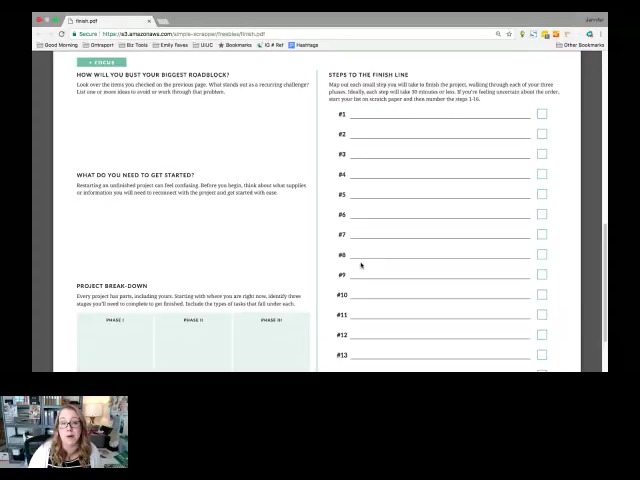 finish.pdf
Jennifer
Secure https://s3.amazonaws.com/simple-scrapper/freebies/finish.pdf
Good Morning Ontraport Biz Tools Emily Faves UIUC Bookmarks IG # Ref Hashtags Other Bookmarks
+ FOCUS
HOW WILL YOU BUST YOUR BIGGEST ROADBLOCK?
Look over the items you checked on the previous page. What stands out as a recurring challenge?
List one or more ideas to avoid or work through that problem.
WHAT DO YOU NEED TO GET STARTED?
Restarting an unfinished project can feel confusing. Before you begin, think about what supplies
or information you will need to reconnect with the project and get started with ease.
PROJECT BREAK-DOWN
Every project has parts, including yours. Starting with where you are right now, identify three
stages you'll need to complete to get finished. Include the types of tasks that fall under each.
PHASE I PHASE II PHASE III
STEPS TO THE FINISH LINE
Map out each small step you will take to finish the project, walking through each of your three
phases. Ideally, each step will take 30 minutes or less. If you're feeling uncertain about the order,
start your list on scratch paper and then number the steps 1-16.
#1
#2
#3
#4
#5
#6
#7
#8
#9
#10
#11
#12
#13